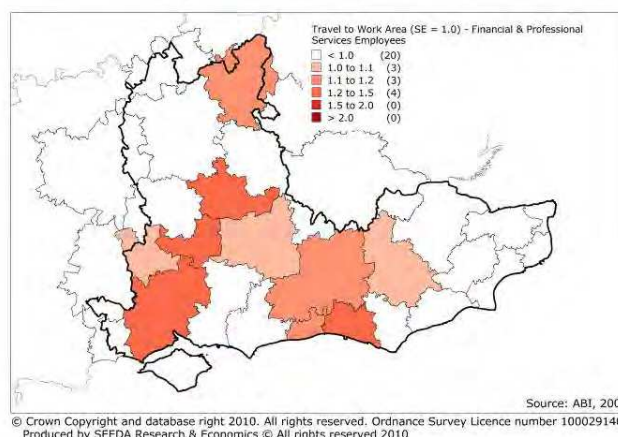 Travel to Work Area (SE = 1.0) - Financial & Professional
Services Employees
< 1.0 (20)
1.0 to 1.1 (3)
1.1 to 1.2 (3)
1.2 to 1.5 (4)
1.5 to 2.0 (0)
> 2.0 (0)
Source: ABI, 200
© Crown Copyright and database right 2010. All rights reserved. Ordnance Survey Licence number 10002914
Produced by SEEDA Research & Economics © All rights reserved 2010